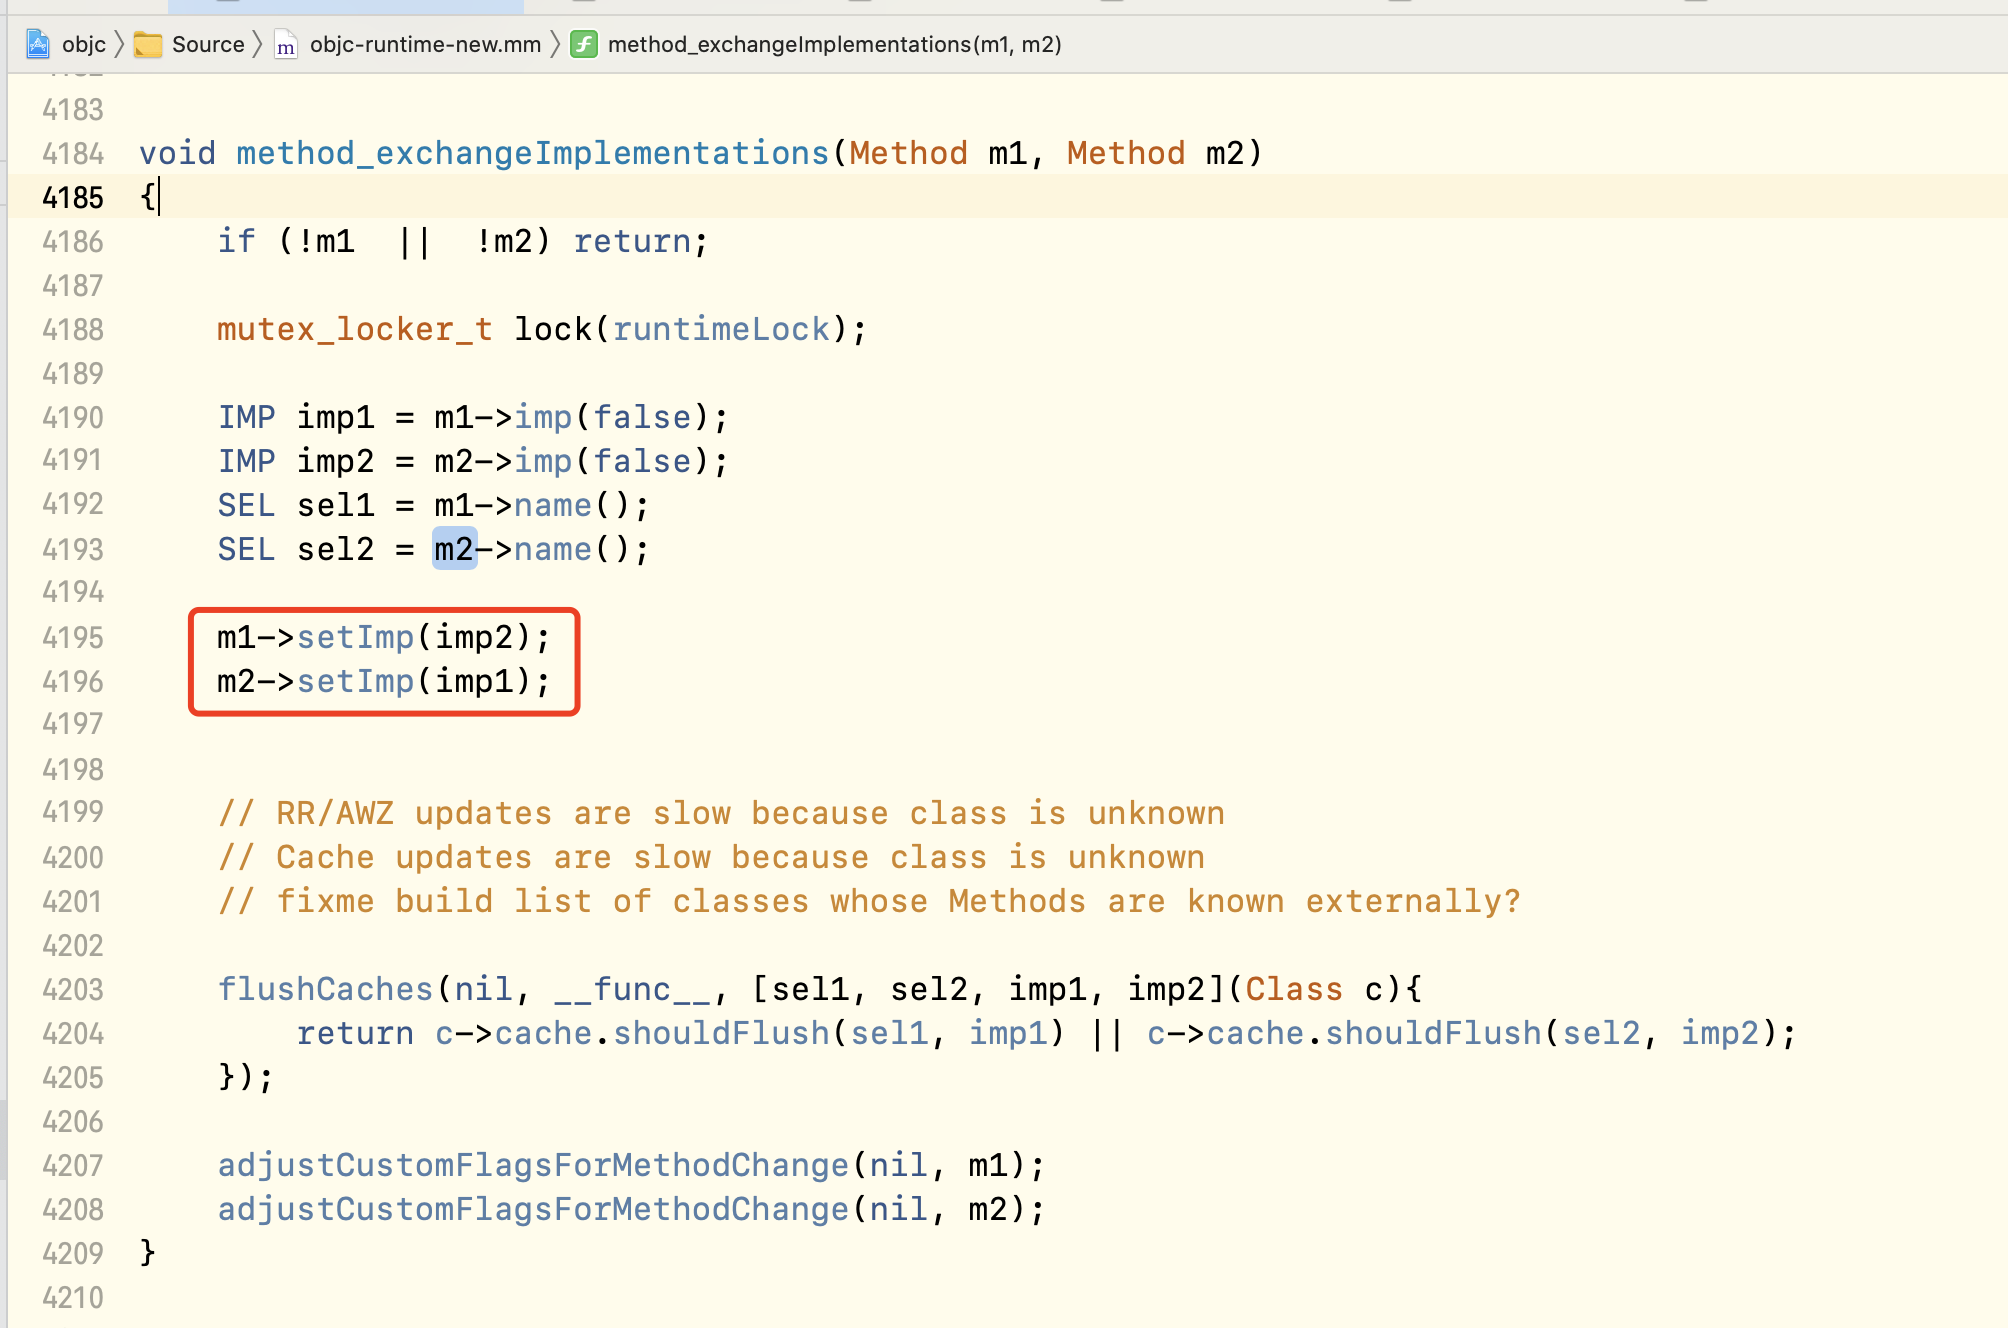 objc 〉 Source 〉 m objc-runtime-new.mm 〉 f method_exchangeImplementations(m1, m2)
4183
4184 void method_exchangeImplementations(Method m1, Method m2)
4185 {
4186     if (!m1  ||  !m2) return;
4187
4188     mutex_locker_t lock(runtimeLock);
4189
4190     IMP imp1 = m1->imp(false);
4191     IMP imp2 = m2->imp(false);
4192     SEL sel1 = m1->name();
4193     SEL sel2 = m2->name();
4194
4195     m1->setImp(imp2);
4196     m2->setImp(imp1);
4197
4198
4199     // RR/AWZ updates are slow because class is unknown
4200     // Cache updates are slow because class is unknown
4201     // fixme build list of classes whose Methods are known externally?
4202
4203     flushCaches(nil, __func__, [sel1, sel2, imp1, imp2](Class c){
4204         return c->cache.shouldFlush(sel1, imp1) || c->cache.shouldFlush(sel2, imp2);
4205     });
4206
4207     adjustCustomFlagsForMethodChange(nil, m1);
4208     adjustCustomFlagsForMethodChange(nil, m2);
4209 }
4210